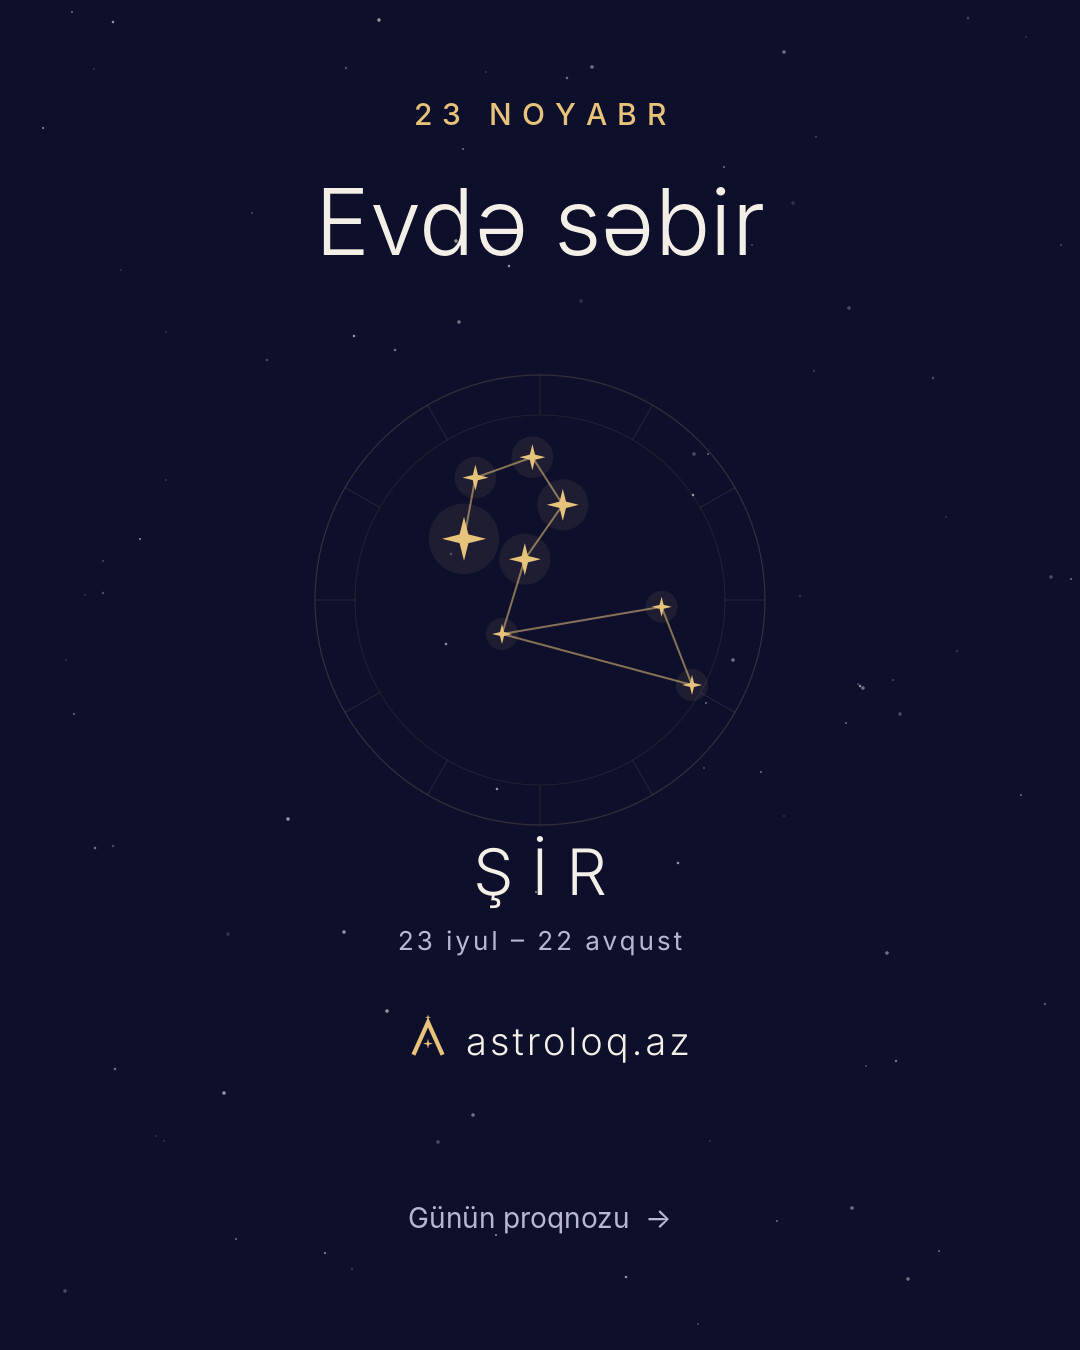 23 NOYABR
Evdə səbir
ŞİR
23 iyul – 22 avqust
astroloq.az
Günün proqnozu →